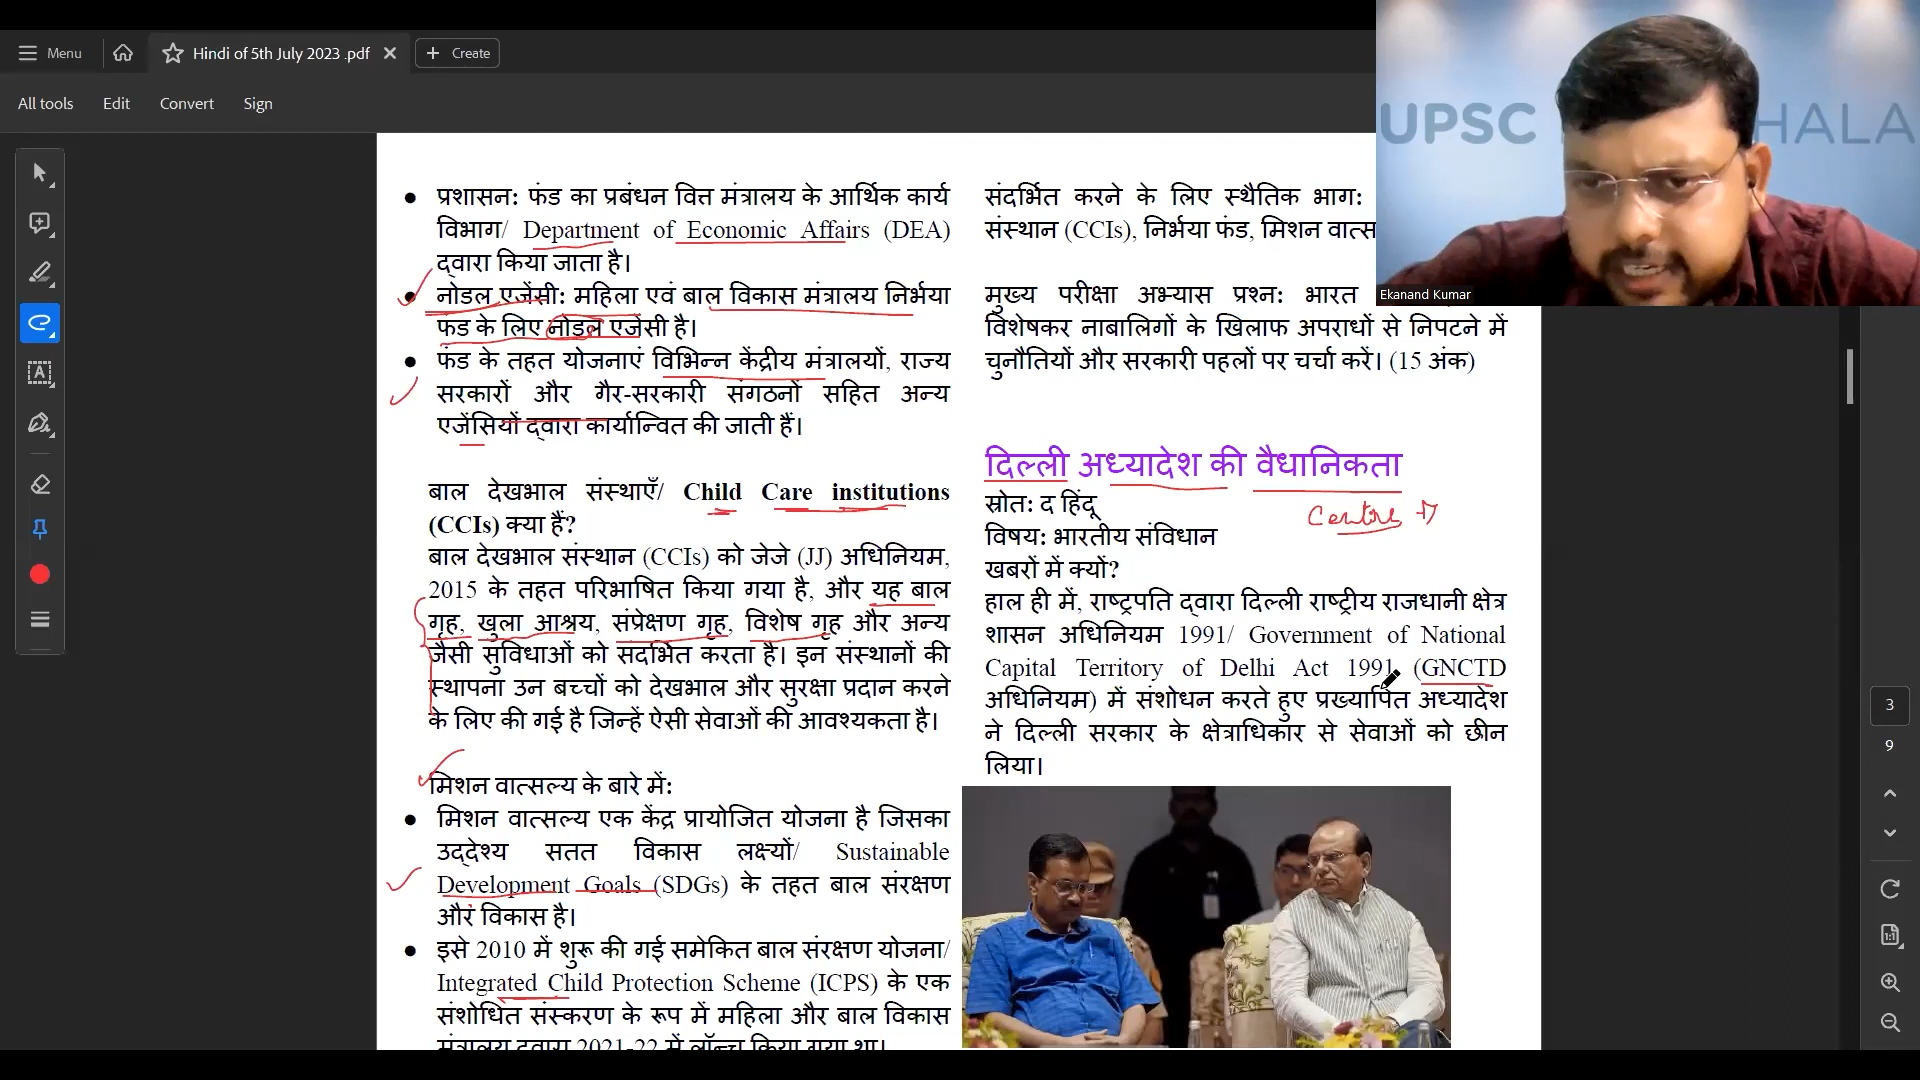 Menu
Hindi of 5th July 2023 .pdf
Create
All tools
Edit
Convert
Sign
UPSC
HALA
Ekanand Kumar
प्रशासन: फंड का प्रबंधन वित्त मंत्रालय के आर्थिक कार्य
विभाग/ Department of Economic Affairs (DEA)
द्वारा किया जाता है।
नोडल एजेंसी: महिला एवं बाल विकास मंत्रालय निर्भया
फंड के लिए नोडल एजेंसी है।
फंड के तहत योजनाएं विभिन्न केंद्रीय मंत्रालयों, राज्य
सरकारों और गैर-सरकारी संगठनों सहित अन्य
एजेंसियों द्वारा कार्यान्वित की जाती हैं।
बाल देखभाल संस्थाएँ/ Child Care institutions
(CCIs) क्या हैं?
बाल देखभाल संस्थान (CCIs) को जेजे (JJ) अधिनियम,
2015 के तहत परिभाषित किया गया है, और यह बाल
गृह, खुला आश्रय, संप्रेक्षण गृह, विशेष गृह और अन्य
जैसी सुविधाओं को संदर्भित करता है। इन संस्थानों की
स्थापना उन बच्चों को देखभाल और सुरक्षा प्रदान करने
के लिए की गई है जिन्हें ऐसी सेवाओं की आवश्यकता है।
मिशन वात्सल्य के बारे में:
मिशन वात्सल्य एक केंद्र प्रायोजित योजना है जिसका
उद्देश्य सतत विकास लक्ष्यों/ Sustainable
Development Goals (SDGs) के तहत बाल संरक्षण
और विकास है।
इसे 2010 में शुरू की गई समेकित बाल संरक्षण योजना/
Integrated Child Protection Scheme (ICPS) के एक
संशोधित संस्करण के रूप में महिला और बाल विकास
मंत्रालय द्वारा 2021-22 में लॉन्च किया गया था।
संदर्भित करने के लिए स्थैतिक भाग:
संस्थान (CCIs), निर्भया फंड, मिशन वात्स
मुख्य परीक्षा अभ्यास प्रश्न: भारत
विशेषकर नाबालिगों के खिलाफ अपराधों से निपटने में
चुनौतियों और सरकारी पहलों पर चर्चा करें। (15 अंक)
दिल्ली अध्यादेश की वैधानिकता
स्रोत: द हिंदू
Centre
विषय: भारतीय संविधान
खबरों में क्यों?
हाल ही में, राष्ट्रपति द्वारा दिल्ली राष्ट्रीय राजधानी क्षेत्र
शासन अधिनियम 1991/ Government of National
Capital Territory of Delhi Act 1991 (GNCTD
अधिनियम) में संशोधन करते हुए प्रख्यापित अध्यादेश
ने दिल्ली सरकार के क्षेत्राधिकार से सेवाओं को छीन
लिया।
3
9